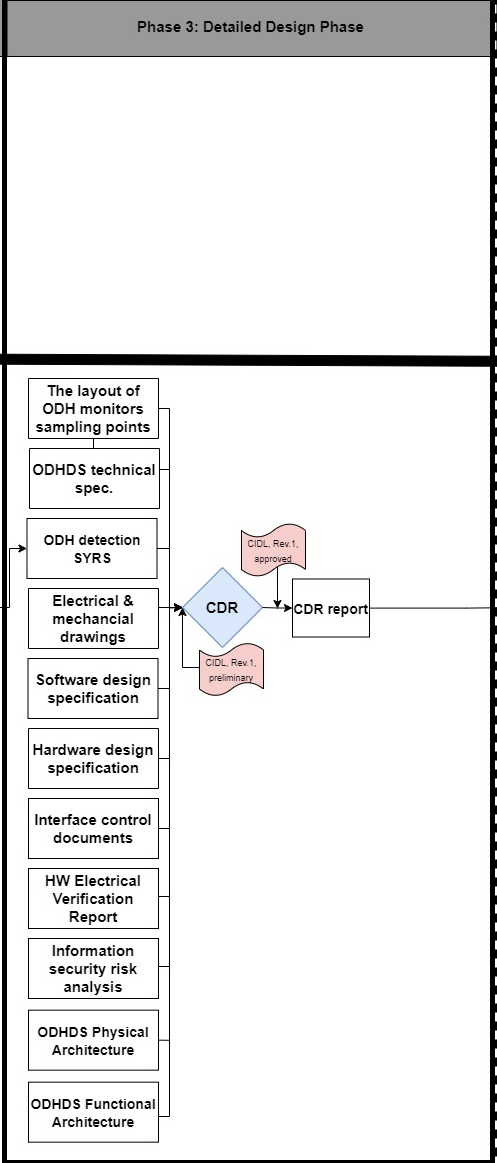 Phase 3: Detailed Design Phase
The layout of
ODH monitors
sampling points
ODHDS technical
spec.
ODH detection
SYRS
Electrical &
mechancial
drawings
Software design
specification
Hardware design
specification
Interface control
documents
HW Electrical
Verification
Report
Information
security risk
analysis
ODHDS Physical
Architecture
ODHDS Functional
Architecture
CIDL, Rev.1,
approved
CDR
CDR report
CIDL, Rev.1,
preliminary